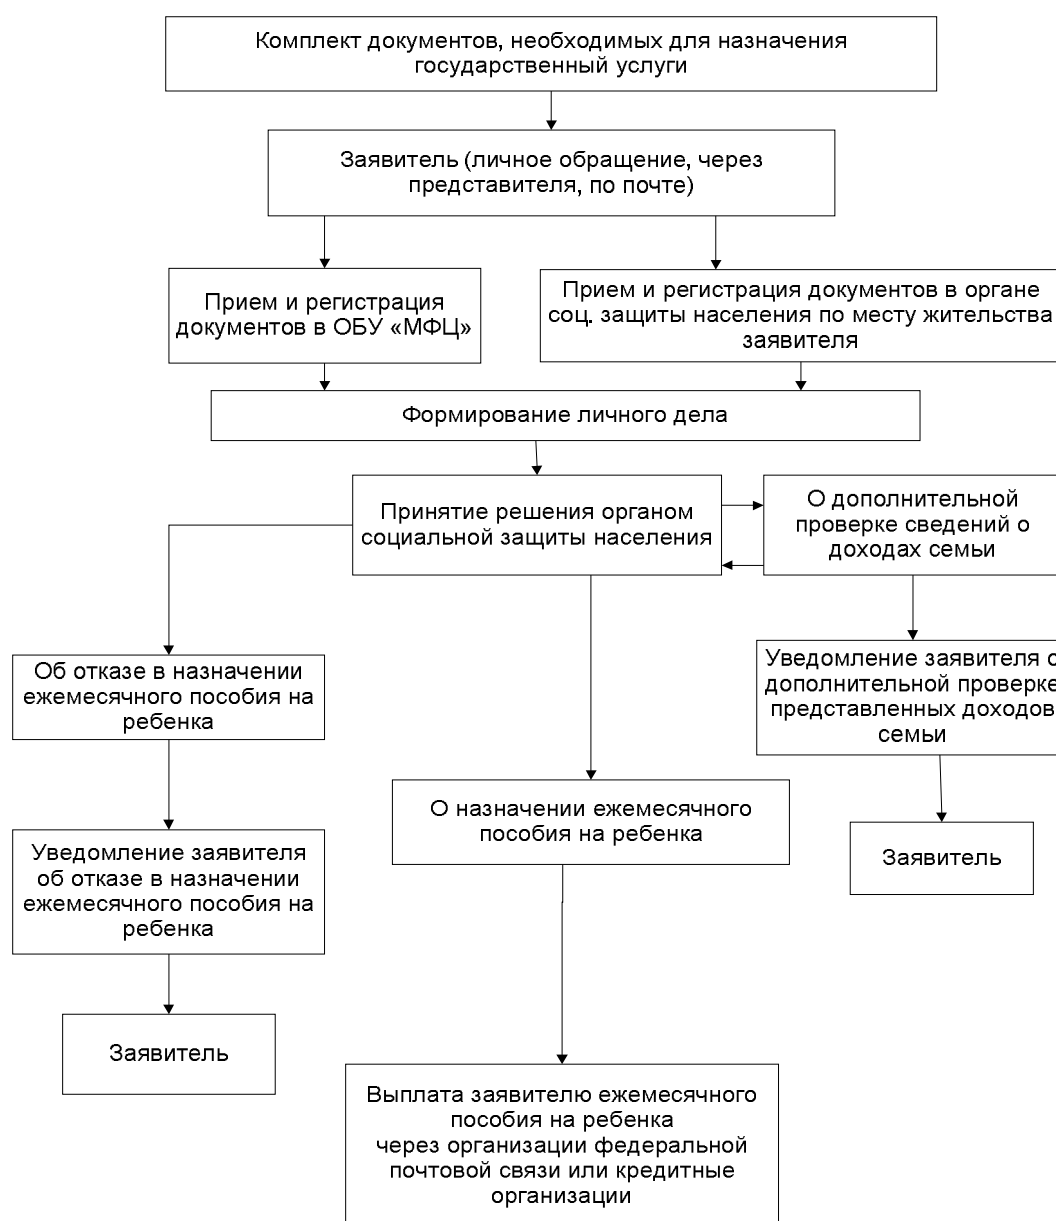 Комплект документов, необходимых для назначения
государственный услуги
Заявитель (личное обращение, через
представителя, по почте)
Прием и регистрация
документов в ОБУ «МФЦ»
Прием и регистрация документов в органе
соц. защиты населения по месту жительства
заявителя
Формирование личного дела
Принятие решения органом
социальной защиты населения
О дополнительной
проверке сведений о
доходах семьи
Об отказе в назначении
ежемесячного пособия на
ребенка
Уведомление заявителя о
дополнительной проверке
представленных доходов
семьи
О назначении ежемесячного
пособия на ребенка
Заявитель
Уведомление заявителя
об отказе в назначении
ежемесячного пособия на
ребенка
Заявитель
Выплата заявителю ежемесячного
пособия на ребенка
через организации федеральной
почтовой связи или кредитные
организации